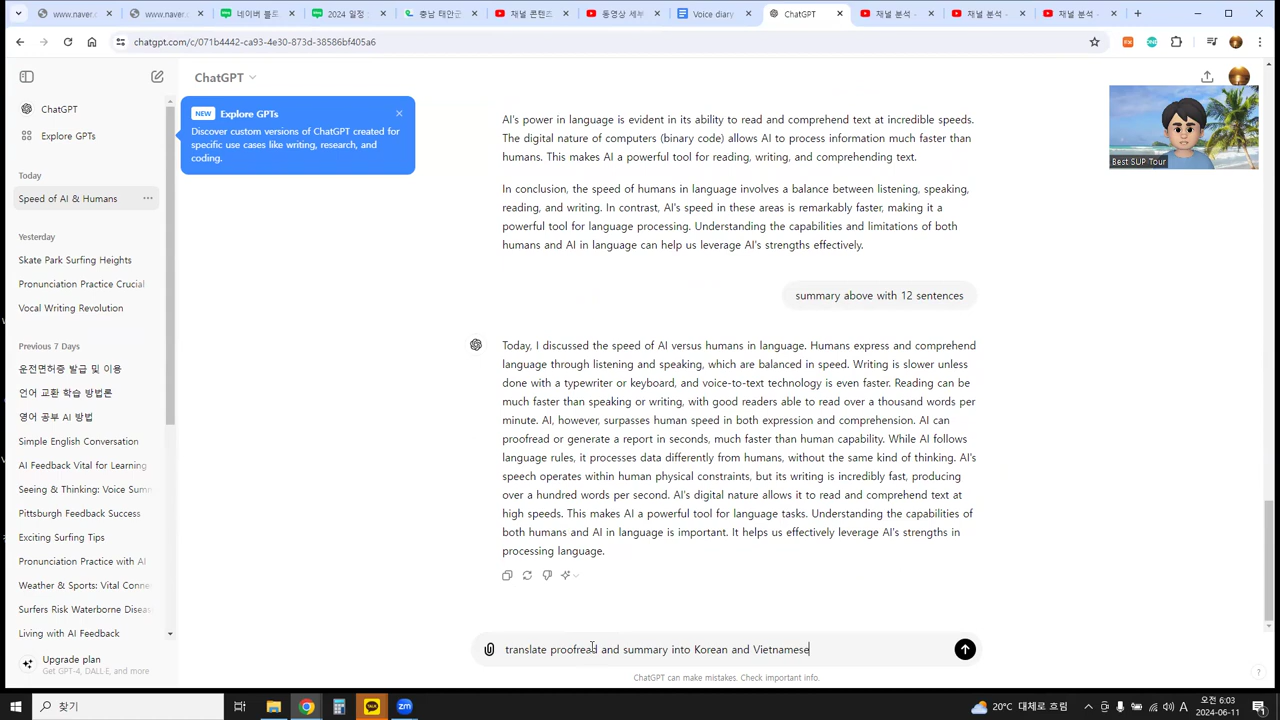 www.naver.c
www.naver.c
네이버 블로
2024 일정
충남 태안군
채널 콘텐츠
동영상 세부
Voice diary
ChatGPT
채널 분석 -
채널 분석 -
채널 분석 -
chatgpt.com/c/071b4442-ca93-4e30-873d-38586bf405a6
ChatGPT
ChatGPT
Explore GPTs
NEW Explore GPTs
Discover custom versions of ChatGPT created for
specific use cases like writing, research, and
coding.
Today
Speed of AI & Humans
Yesterday
Skate Park Surfing Heights
Pronunciation Practice Crucial
Vocal Writing Revolution
Previous 7 Days
운전면허증 발급 및 이용
언어 교환 학습 방법론
영어 공부 AI 방법
Simple English Conversation
AI Feedback Vital for Learning
Seeing & Thinking: Voice Summ
Pittsburgh Feedback Success
Exciting Surfing Tips
Pronunciation Practice with AI
Weather & Sports: Vital Conne
Surfers Risk Waterborne Diseas
Living with AI Feedback
Upgrade plan
Get GPT-4, DALL·E, and more
AI's power in language is evident in its ability to read and comprehend text at incredible speeds.
The digital nature of computers (binary code) allows AI to process information much faster than
humans. This makes AI a powerful tool for reading, writing, and comprehending text.
In conclusion, the speed of humans in language involves a balance between listening, speaking,
reading, and writing. In contrast, AI's speed in these areas is remarkably faster, making it a
powerful tool for language processing. Understanding the capabilities and limitations of both
humans and AI in language can help us leverage AI's strengths effectively.
summary above with 12 sentences
Today, I discussed the speed of AI versus humans in language. Humans express and comprehend
language through listening and speaking, which are balanced in speed. Writing is slower unless
done with a typewriter or keyboard, and voice-to-text technology is even faster. Reading can be
much faster than speaking or writing, with good readers able to read over a thousand words per
minute. AI, however, surpasses human speed in both expression and comprehension. AI can
proofread or generate a report in seconds, much faster than human capability. While AI follows
language rules, it processes data differently from humans, without the same kind of thinking. AI's
speech operates within human physical constraints, but its writing is incredibly fast, producing
over a hundred words per second. AI's digital nature allows it to read and comprehend text at
high speeds. This makes AI a powerful tool for language tasks. Understanding the capabilities of
both humans and AI in language is important. It helps us effectively leverage AI's strengths in
processing language.
translate proofread and summary into Korean and Vietnamese
ChatGPT can make mistakes. Check important info.
?
Best SUP Tour
찾기
20°C 대체로 흐림
A
오전 6:03
2024-06-11